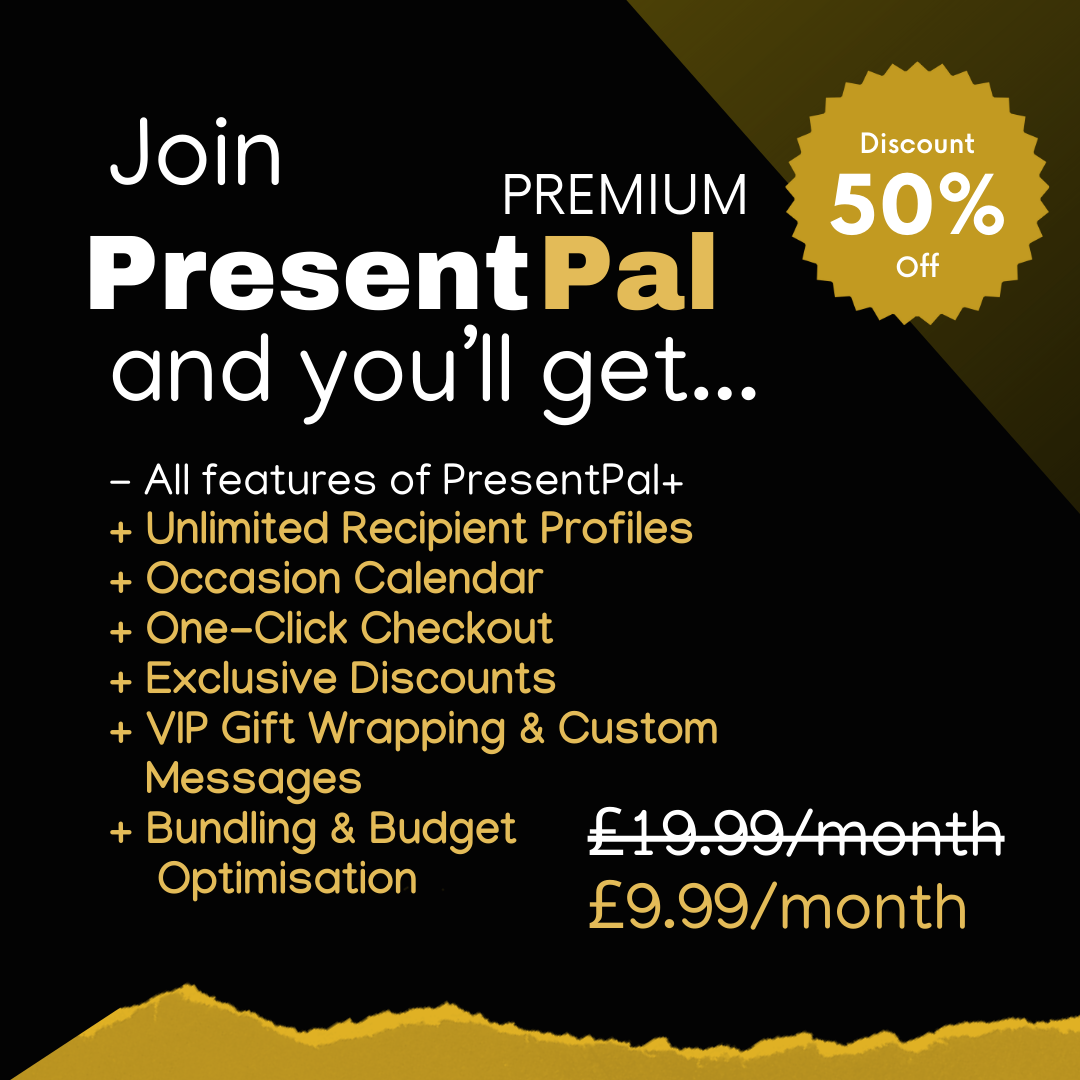 Join
PREMIUM
PresentPal
and you'll get...
Discount
50%
Off
- All features of PresentPal+
+ Unlimited Recipient Profiles
+ Occasion Calendar
+ One-Click Checkout
+ Exclusive Discounts
+ VIP Gift Wrapping & Custom
Messages
+ Bundling & Budget
Optimisation
£19.99/month
£9.99/month